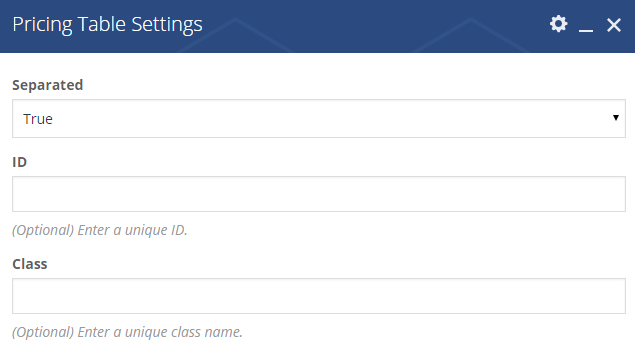 Pricing Table Settings
Separated
True
ID
(Optional) Enter a unique ID.
Class
(Optional) Enter a unique class name.